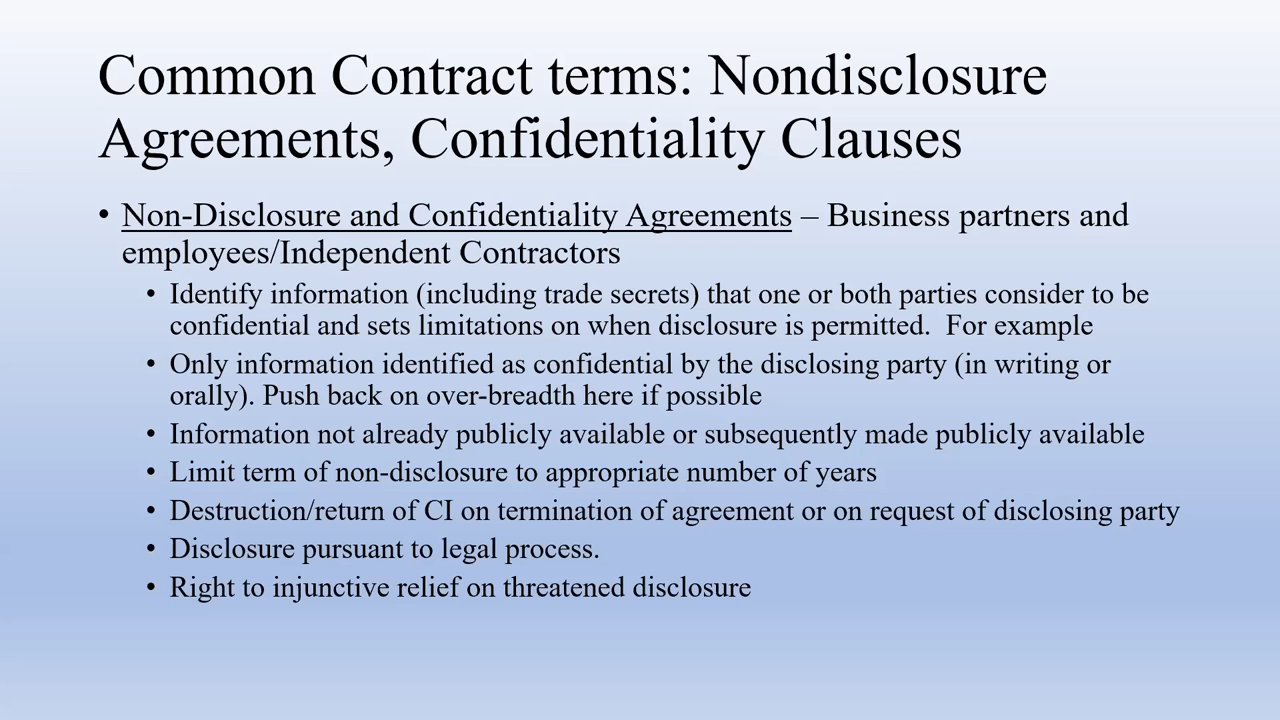 Common Contract terms: Nondisclosure
Agreements, Confidentiality Clauses
• Non-Disclosure and Confidentiality Agreements – Business partners and
employees/Independent Contractors
• Identify information (including trade secrets) that one or both parties consider to be
confidential and sets limitations on when disclosure is permitted.  For example
• Only information identified as confidential by the disclosing party (in writing or
orally). Push back on over-breadth here if possible
• Information not already publicly available or subsequently made publicly available
• Limit term of non-disclosure to appropriate number of years
• Destruction/return of CI on termination of agreement or on request of disclosing party
• Disclosure pursuant to legal process.
• Right to injunctive relief on threatened disclosure